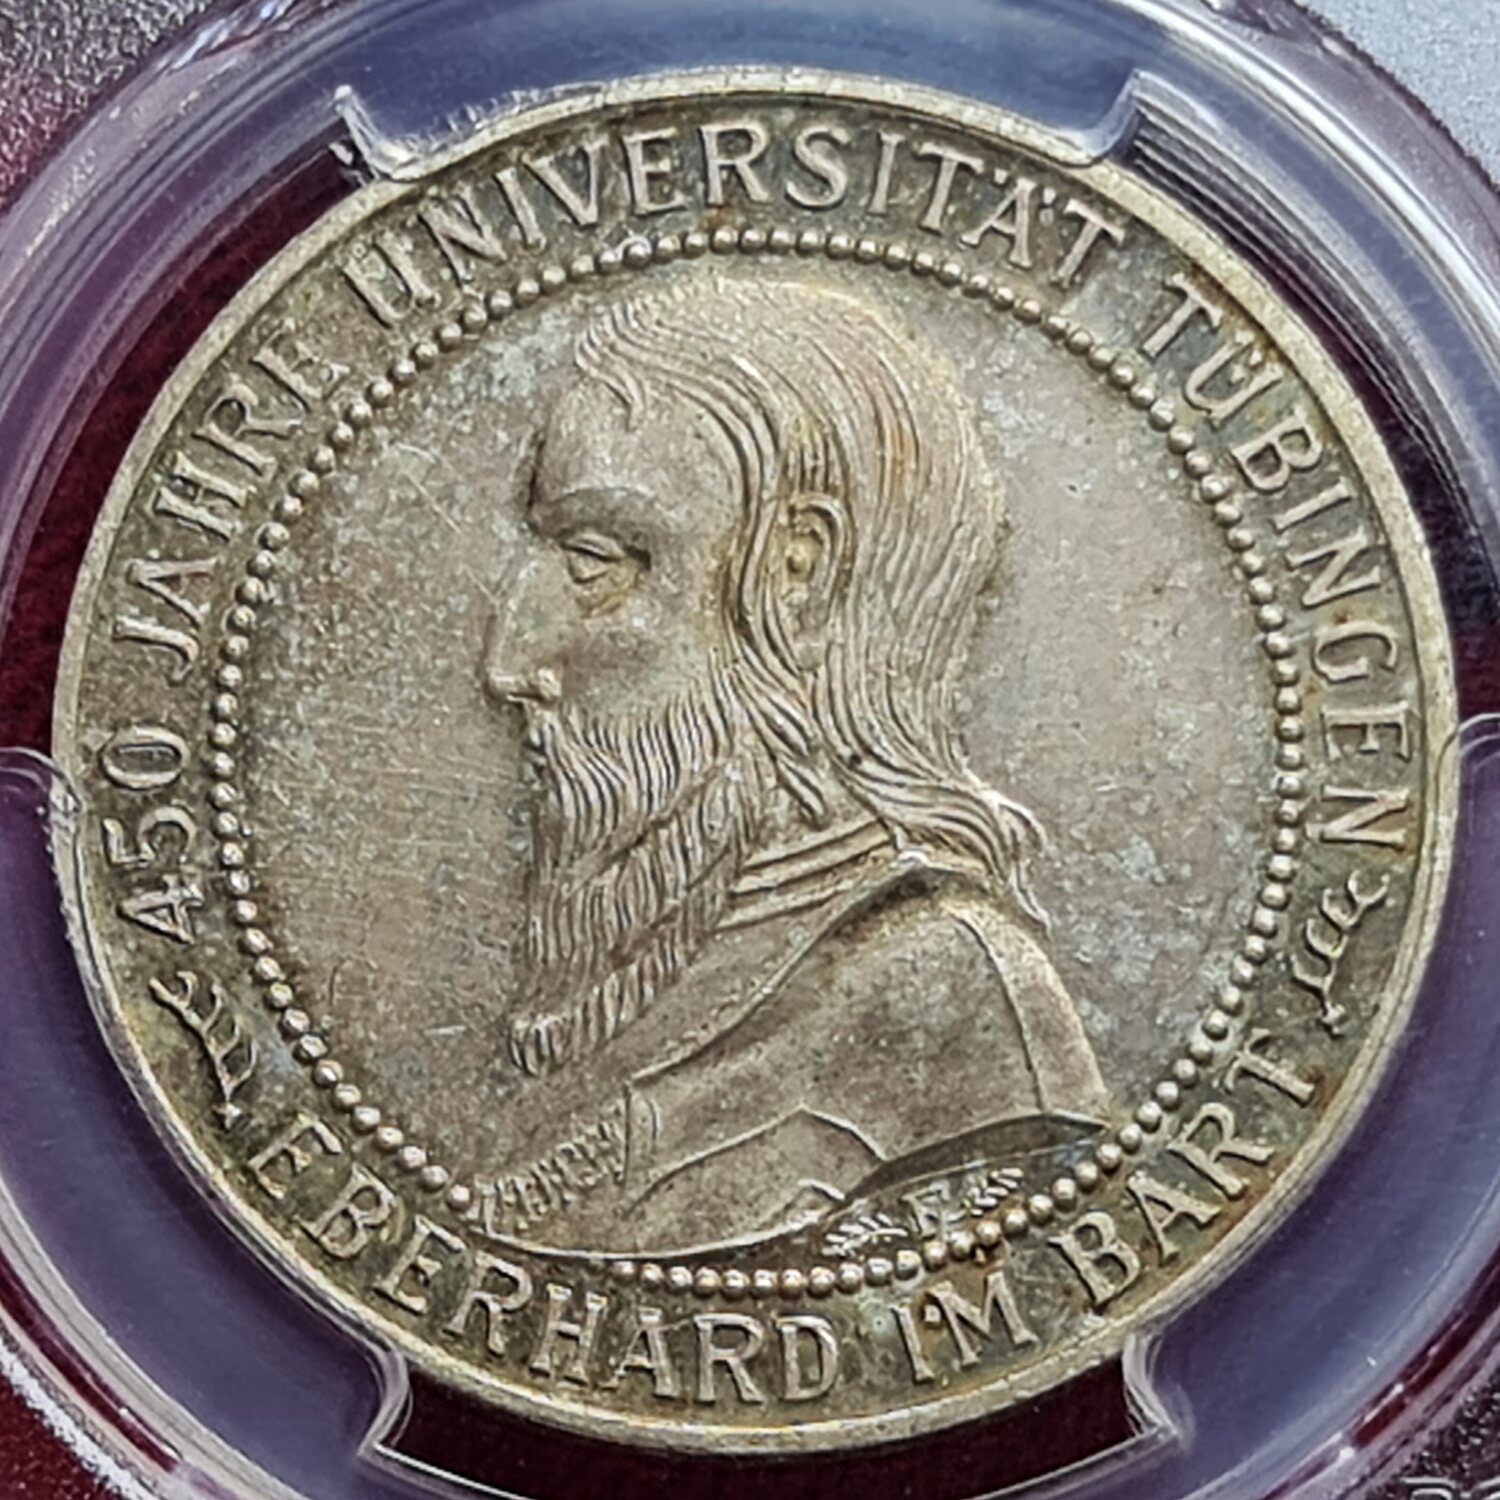 450 JAHRE UNIVERSITÄT TÜBINGEN
EBERHARD IM BART
F